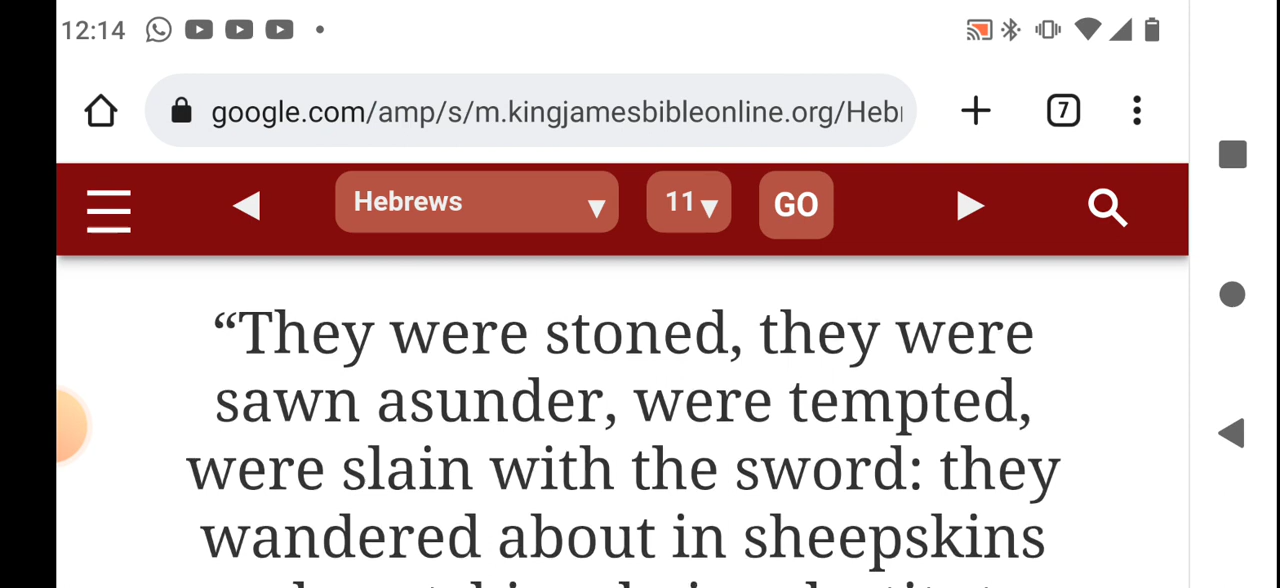 12:14
7
google.com/amp/s/m.kingjamesbibleonline.org/Heb
Hebrews 11 GO
“They were stoned, they were
sawn asunder, were tempted,
were slain with the sword: they
wandered about in sheepskins